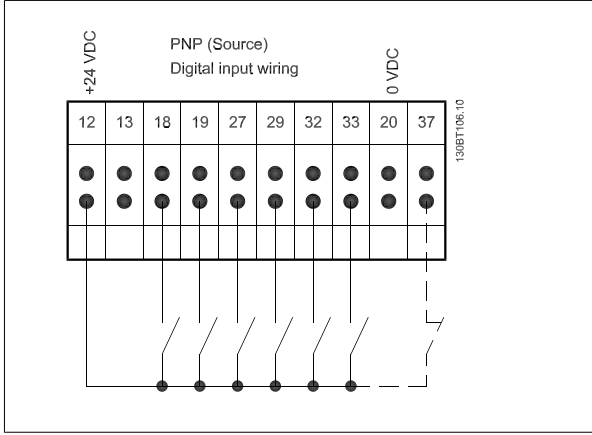 +24 VDC
PNP (Source)
Digital input wiring
0 VDC
12 13 18 19 27 29 32 33 20 37
130BT106.10